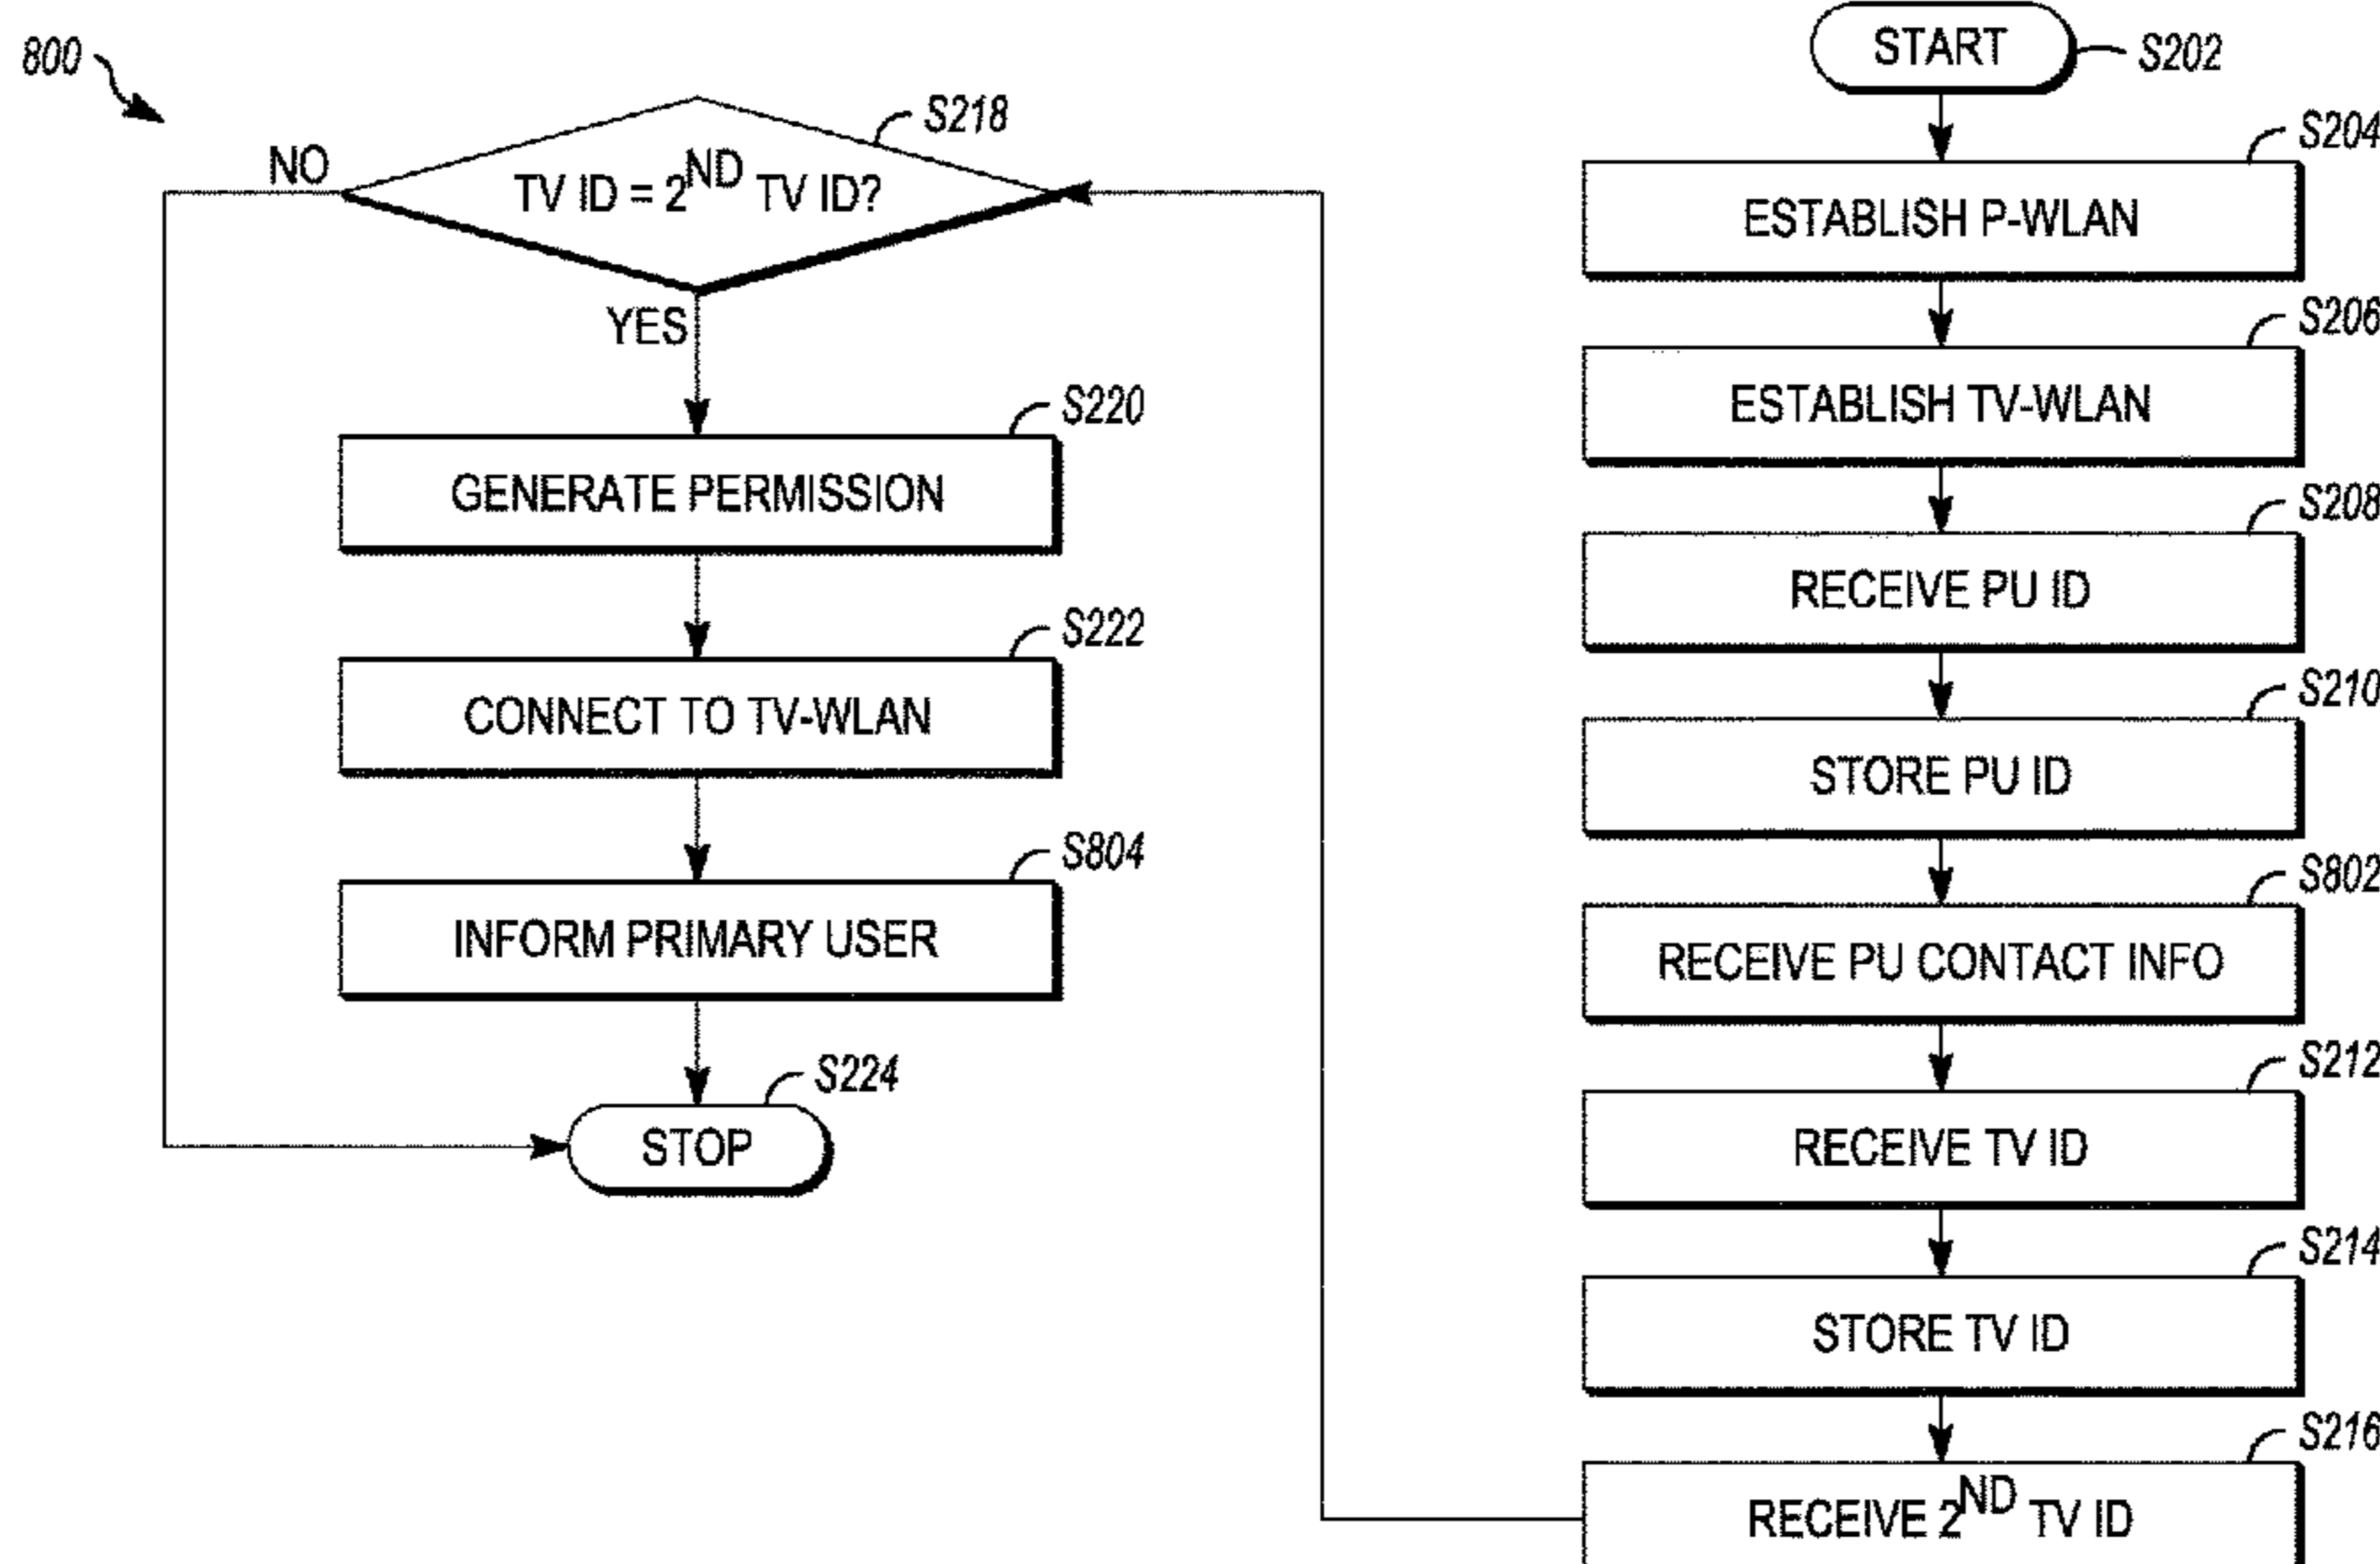 800
START
S202
S204
ESTABLISH P-WLAN
S206
ESTABLISH TV-WLAN
S208
RECEIVE PU ID
S210
STORE PU ID
S802
RECEIVE PU CONTACT INFO
S212
RECEIVE TV ID
S214
STORE TV ID
S216
RECEIVE 2ND TV ID
S218
TV ID = 2ND TV ID?
NO
YES
S220
GENERATE PERMISSION
S222
CONNECT TO TV-WLAN
S804
INFORM PRIMARY USER
S224
STOP